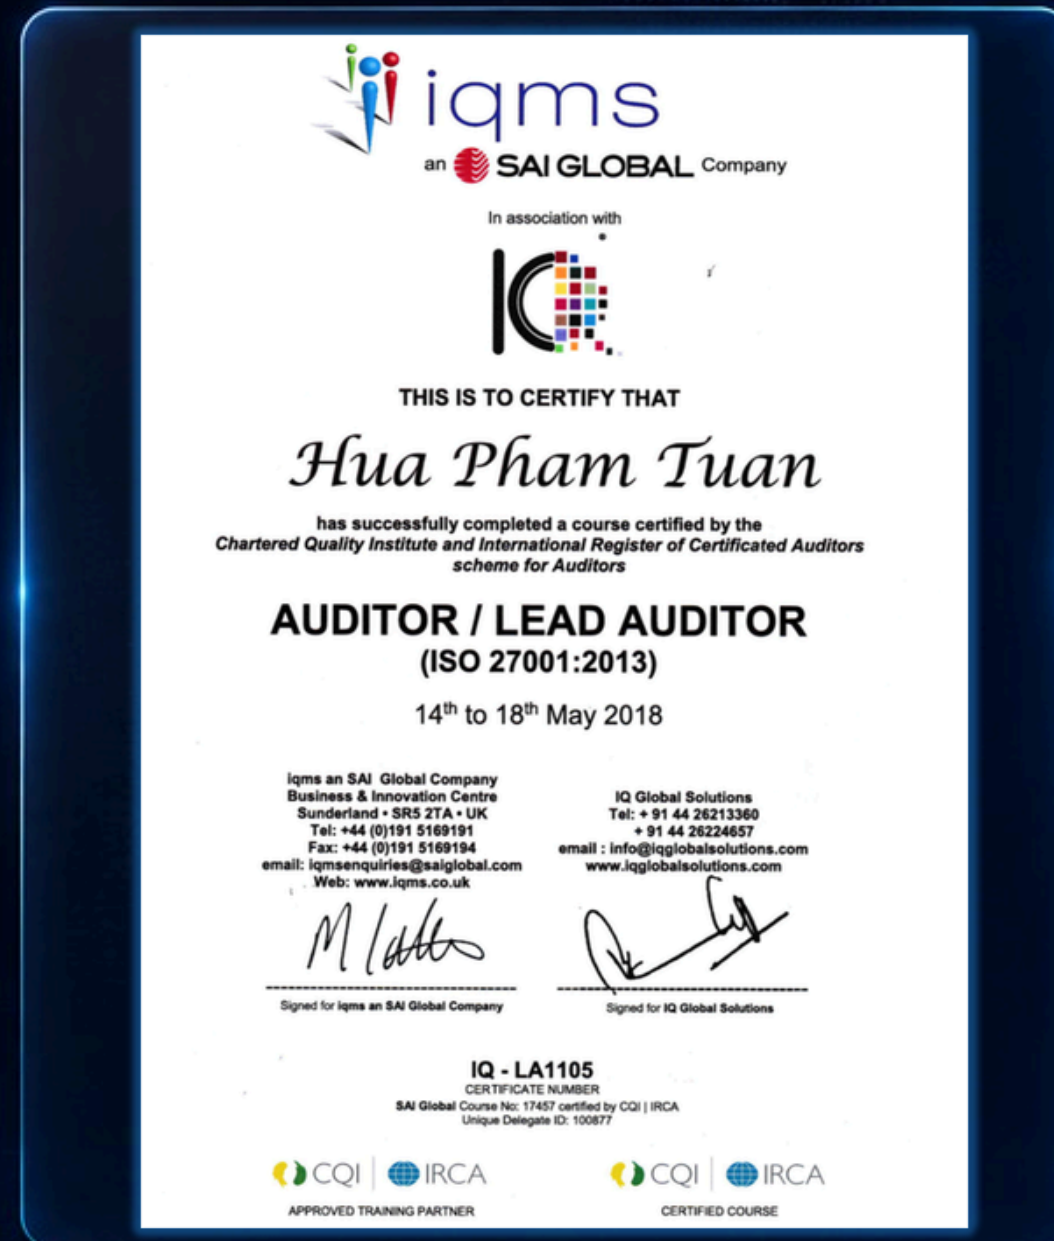 iqms
an SAI GLOBAL Company
In association with
IQ
THIS IS TO CERTIFY THAT
Hua Pham Tuan
has successfully completed a course certified by the
Chartered Quality Institute and International Register of Certificated Auditors
scheme for Auditors
AUDITOR / LEAD AUDITOR
(ISO 27001:2013)
14th to 18th May 2018
iqms an SAI Global Company
Business & Innovation Centre
Sunderland • SR5 2TA • UK
Tel: +44 (0)191 5169191
Fax: +44 (0)191 5169194
email: iqmsenquiries@saiglobal.com
Web: www.iqms.co.uk
IQ Global Solutions
Tel: + 91 44 26213360
+ 91 44 26224657
email : info@iqglobalsolutions.com
www.iqglobalsolutions.com
Signed for iqms an SAI Global Company
Signed for IQ Global Solutions
IQ - LA1105
CERTIFICATE NUMBER
SAI Global Course No: 17457 certified by CQI | IRCA
Unique Delegate ID: 100877
CQI | IRCA
APPROVED TRAINING PARTNER
CQI | IRCA
CERTIFIED COURSE